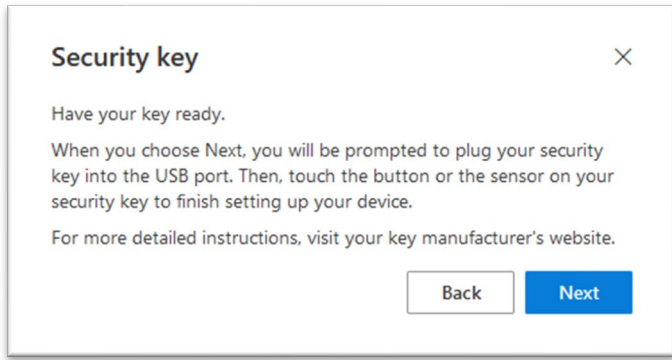 Security key
Have your key ready.
When you choose Next, you will be prompted to plug your security
key into the USB port. Then, touch the button or the sensor on your
security key to finish setting up your device.
For more detailed instructions, visit your key manufacturer's website.
Back
Next